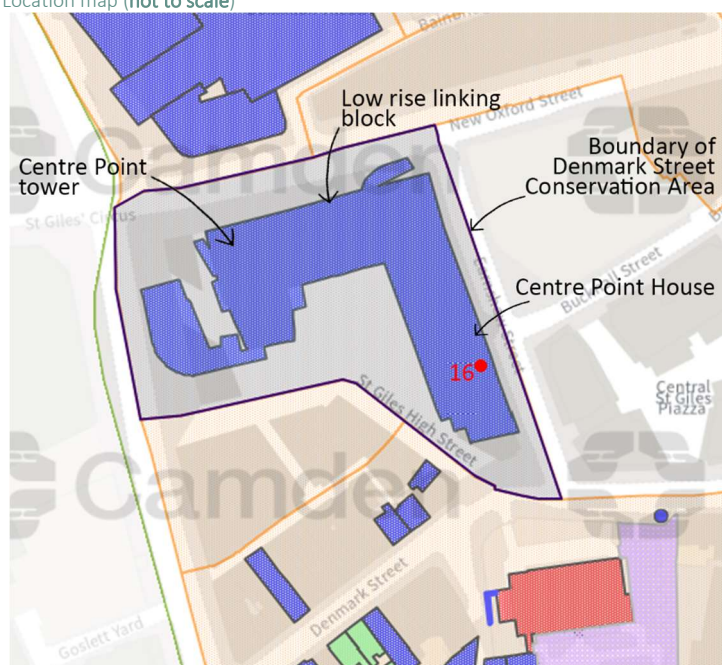 Location map (not to scale)
New Oxford Street
Low rise linking
block
Boundary of
Denmark Street
Conservation Area
Centre Point
tower
Camden
St Giles' Circus
Bucknall Street
Centre Point House
16
St Giles High Street
Central
St Giles
Piazza
Camden
Denmark Street
Goslett Yard